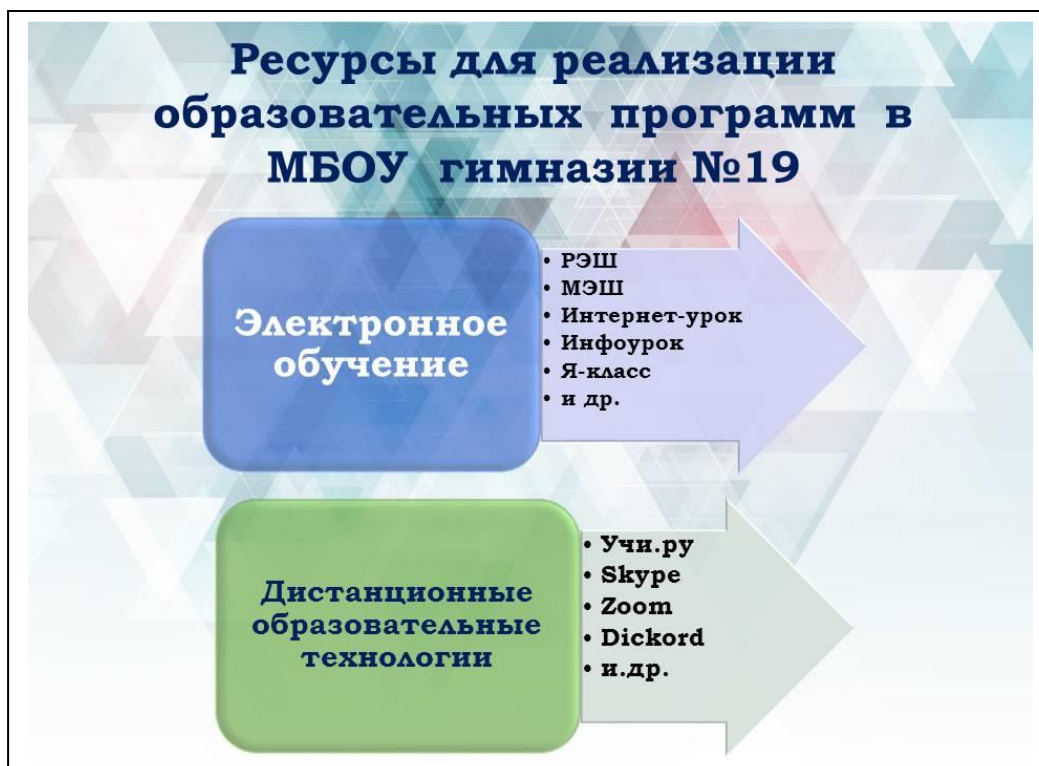 Ресурсы для реализации
образовательных программ в
МБОУ гимназии №19
Электронное
обучение
• РЭШ
• МЭШ
• Интернет-урок
• Инфоурок
• Я-класс
• и др.
Дистанционные
образовательные
технологии
• Учи.ру
• Skype
• Zoom
• Dickord
• и.др.